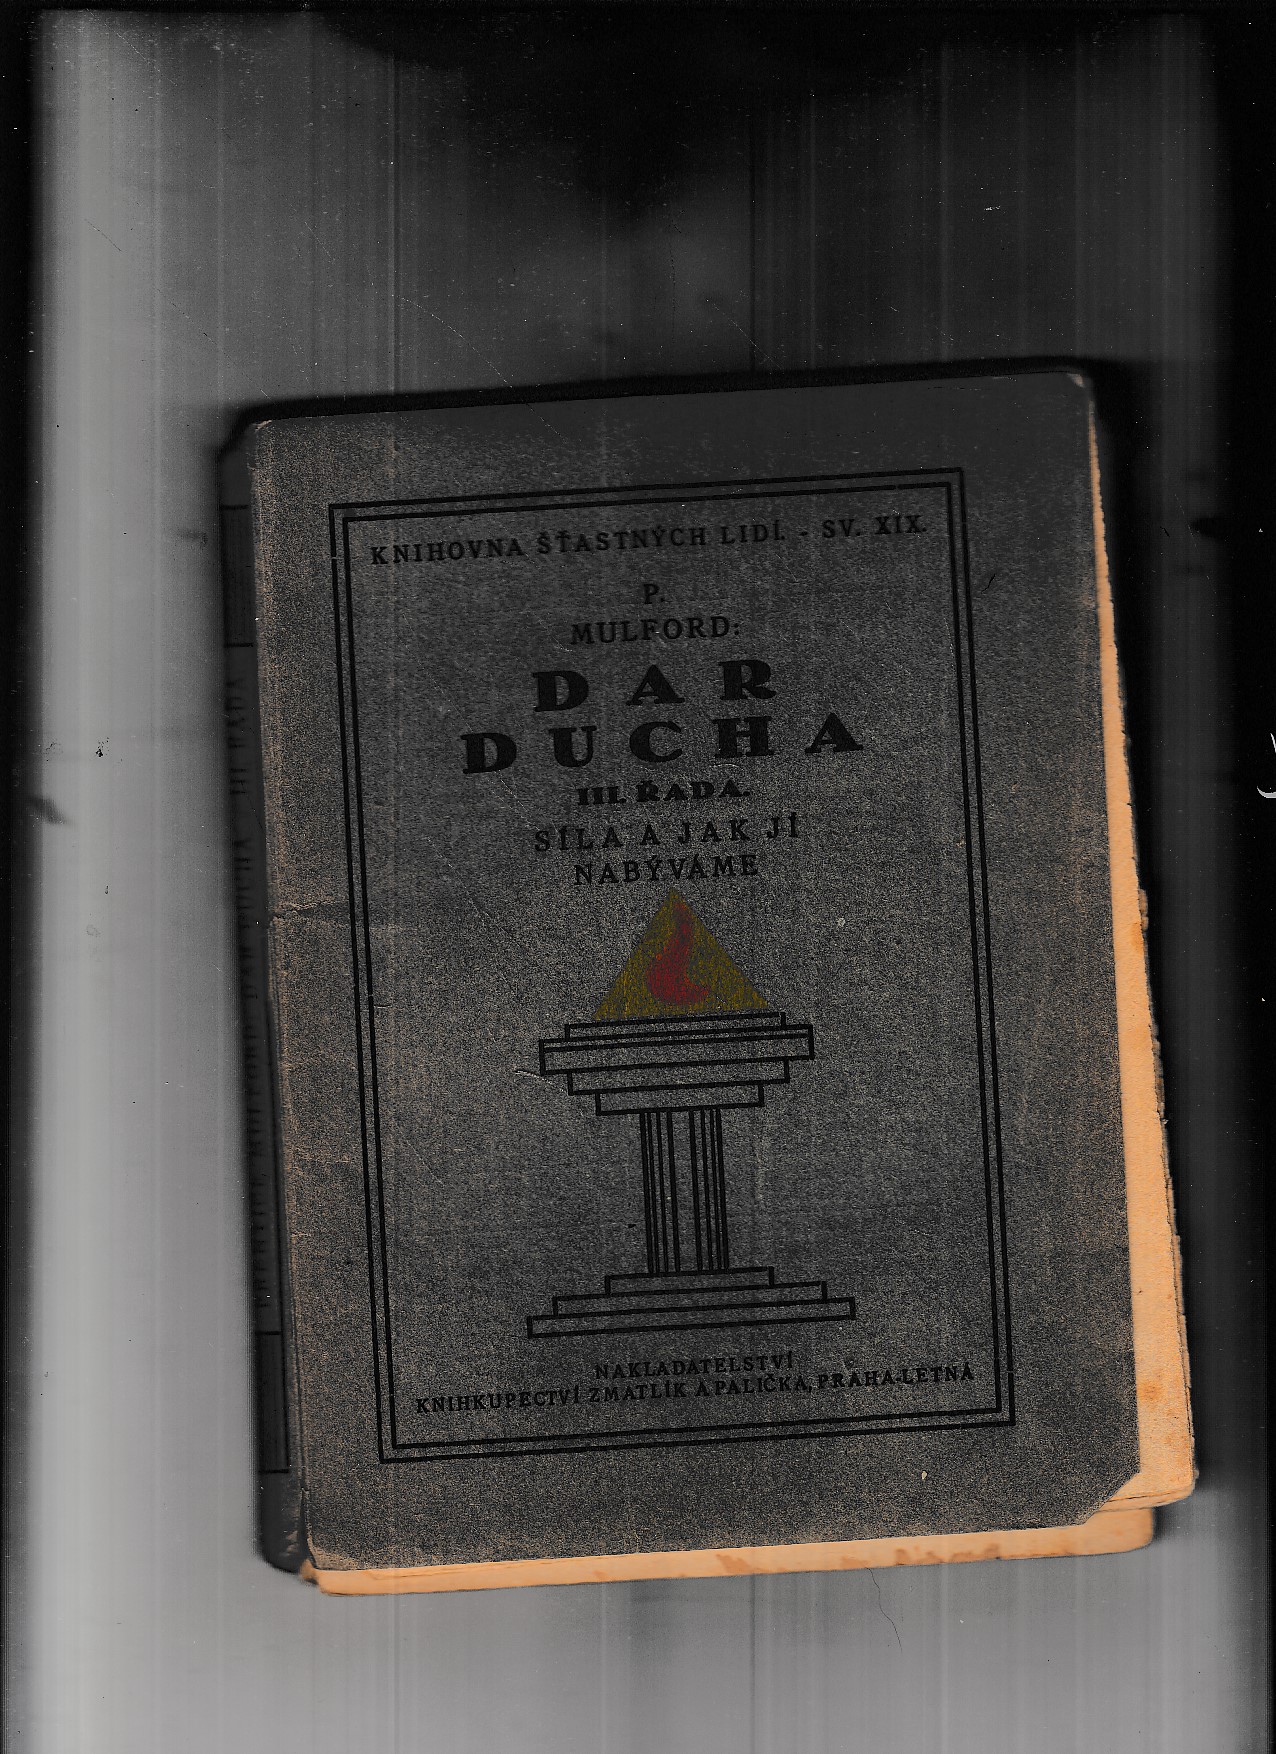 KNIHOVNA ŠŤASTNÝCH LIDÍ. - SV. XIX.
P.
MULFORD:
DAR
DUCHA
III. ŘADA.
SÍLA A JAK JÍ
NABÝVÁME
NAKLADATELSTVÍ
KNIHKUPECTVÍ ZMATLÍK A PALIČKA, PRAHA-LETNÁ